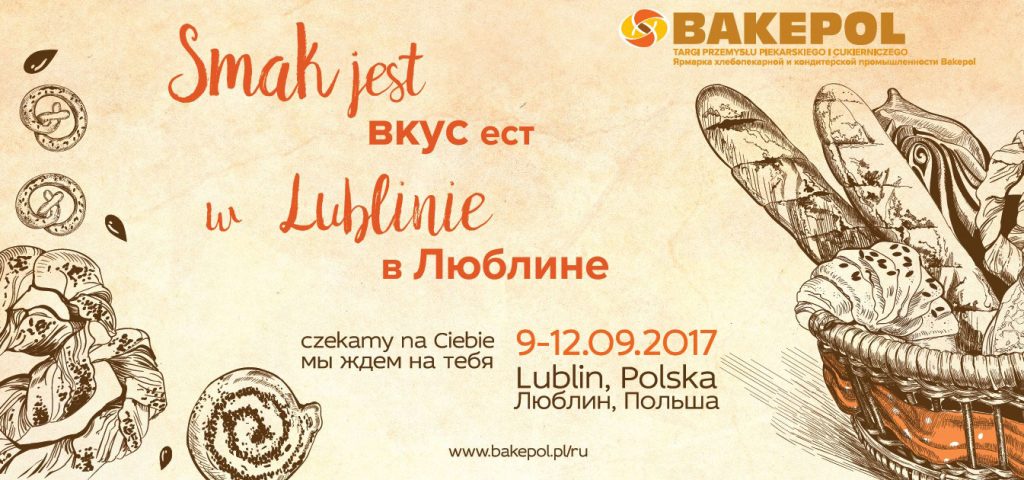 BAKEPOL
TARGI PRZEMYSŁU PIEKARSKIEGO I CUKIERNICZEGO
Ярмарка хлебопекарной и кондитерской промышленности Bakepol
Smak jest
вкус ест
w Lublinie
в Люблине
czekamy na Ciebie
мы ждем на тебя
9-12.09.2017
Lublin, Polska
Люблин, Польша
www.bakepol.pl/ru